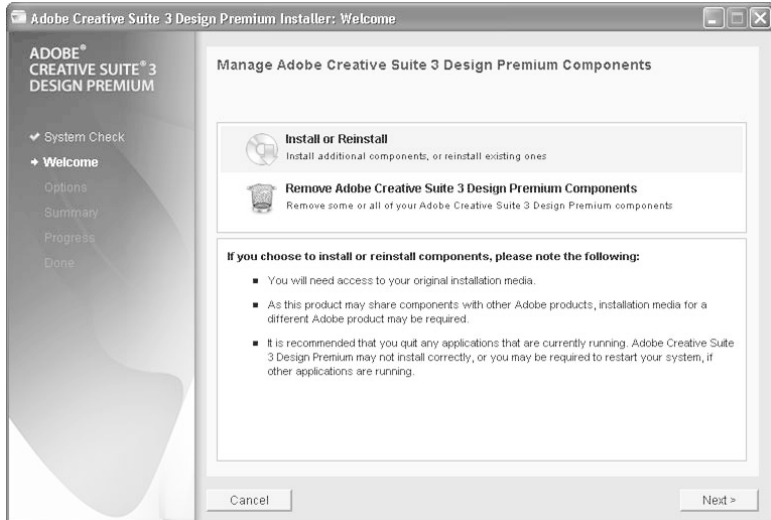 Adobe Creative Suite 3 Design Premium Installer: Welcome
ADOBE®
CREATIVE SUITE® 3
DESIGN PREMIUM
System Check
Welcome
Options
Summary
Progress
Done
Manage Adobe Creative Suite 3 Design Premium Components
Install or Reinstall
Install additional components, or reinstall existing ones
Remove Adobe Creative Suite 3 Design Premium Components
Remove some or all of your Adobe Creative Suite 3 Design Premium components
If you choose to install or reinstall components, please note the following:
■ You will need access to your original installation media.
■ As this product may share components with other Adobe products, installation media for a
different Adobe product may be required.
■ It is recommended that you quit any applications that are currently running. Adobe Creative Suite
3 Design Premium may not install correctly, or you may be required to restart your system, if
other applications are running.
Cancel
Next >